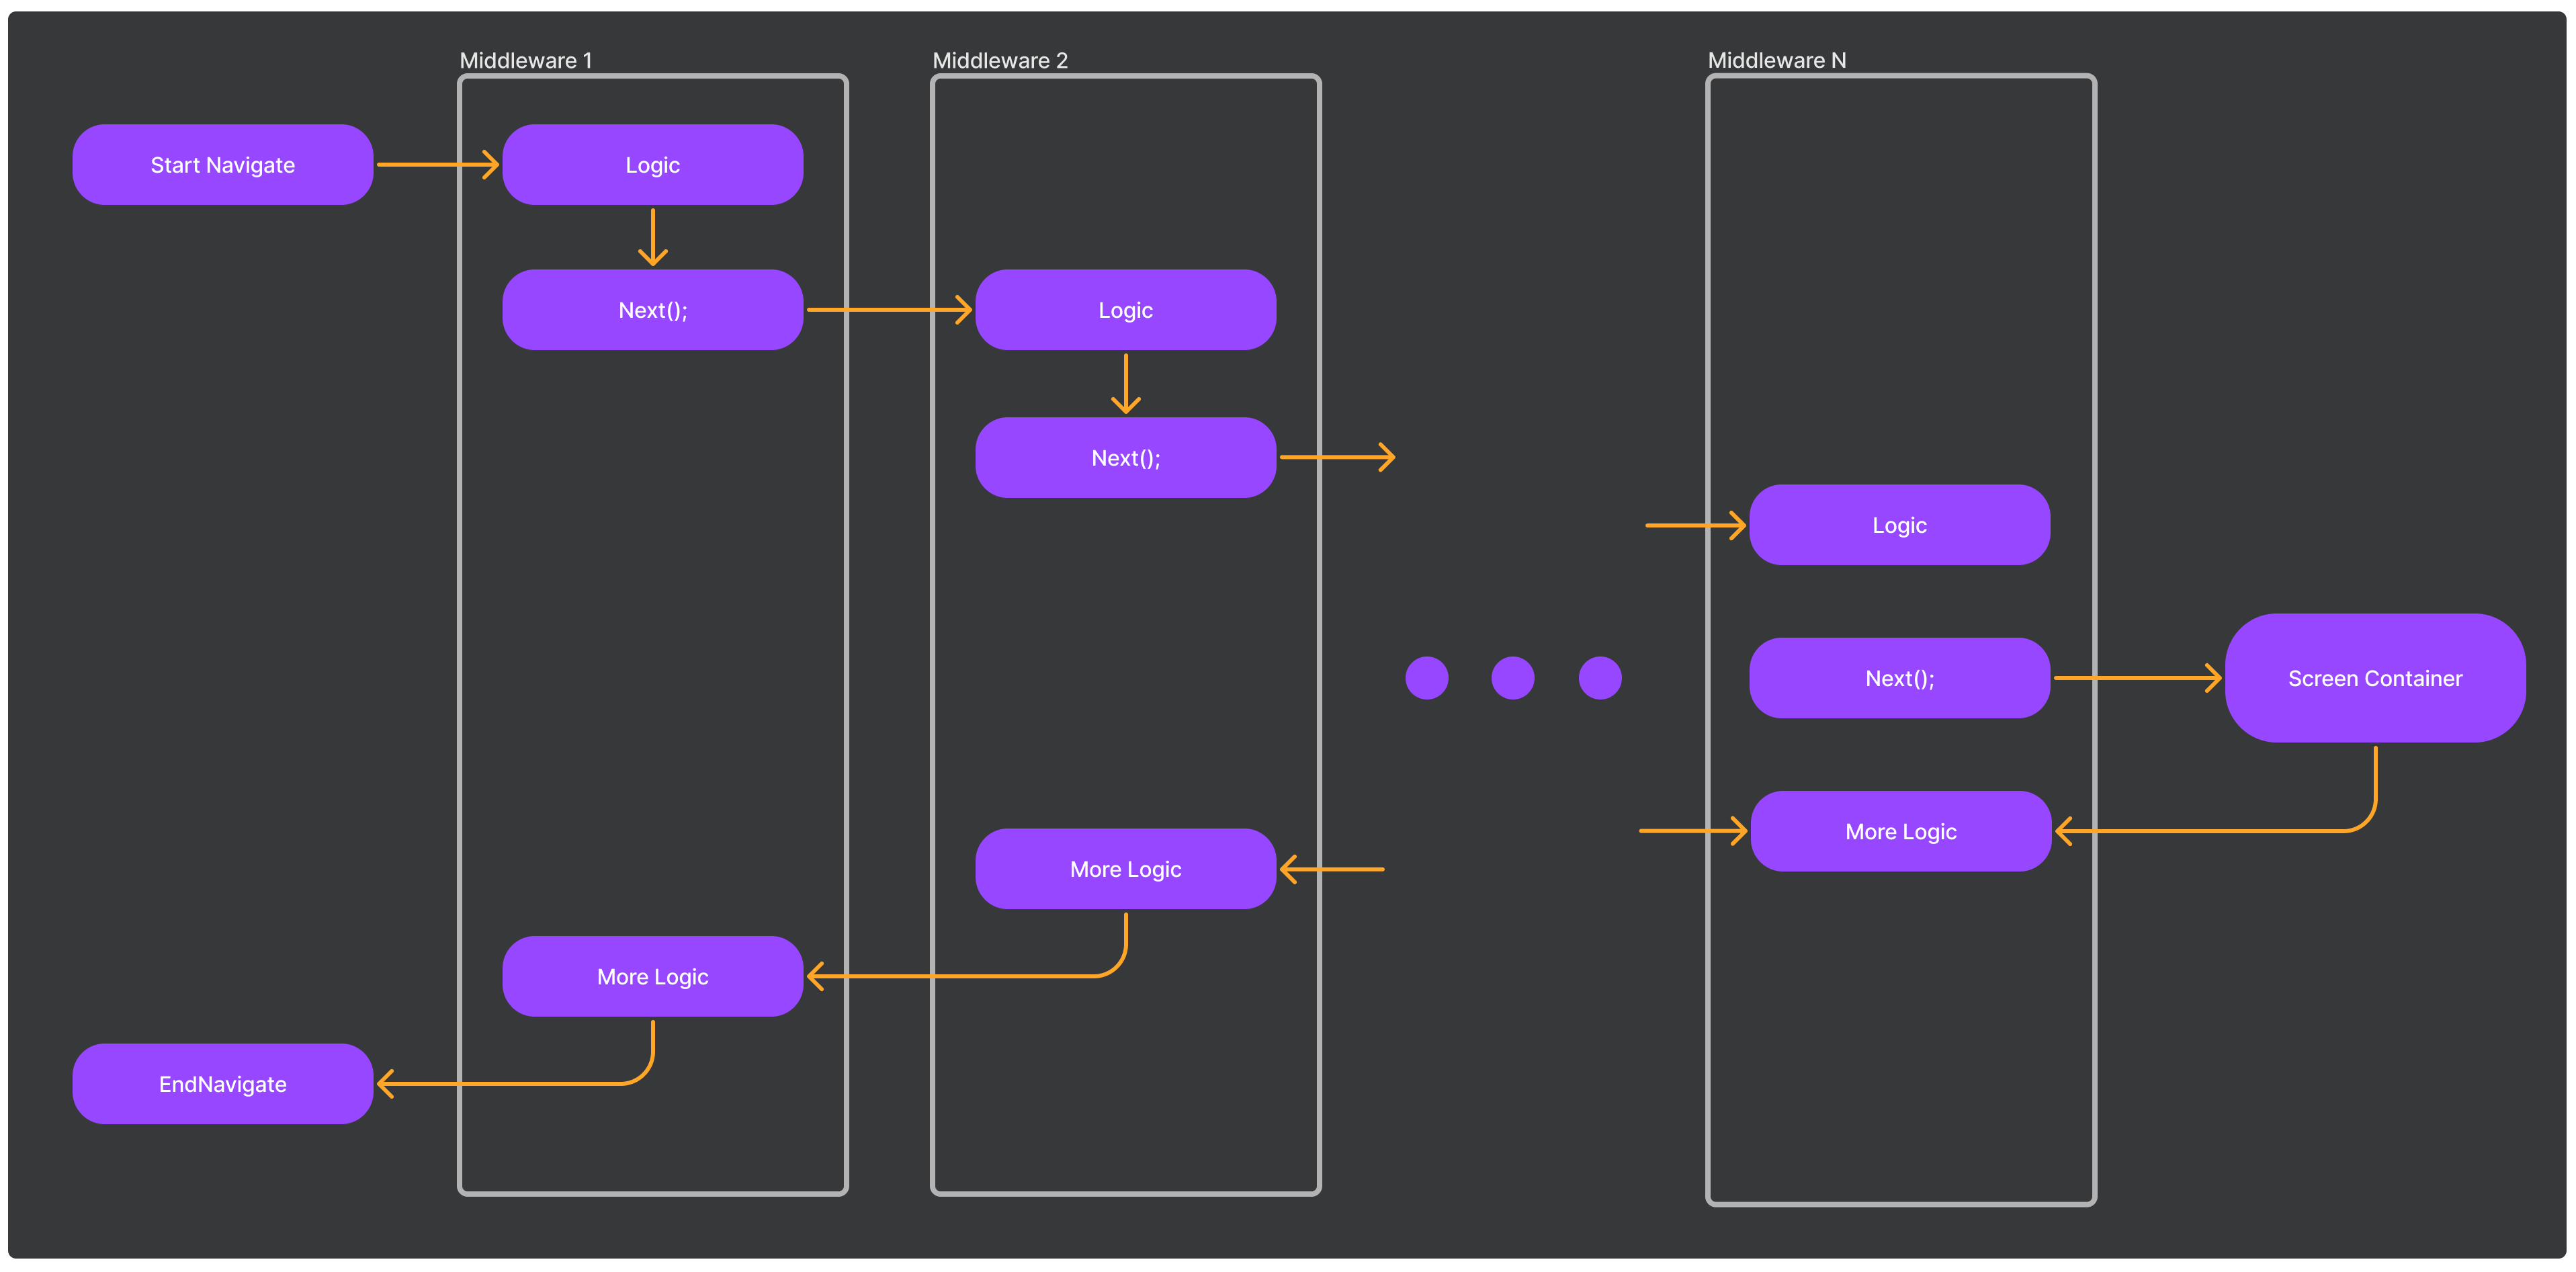 Middleware 1
Middleware 2
Middleware N
Start Navigate
Logic
Next();
Logic
Next();
Logic
Next();
Screen Container
More Logic
More Logic
More Logic
EndNavigate